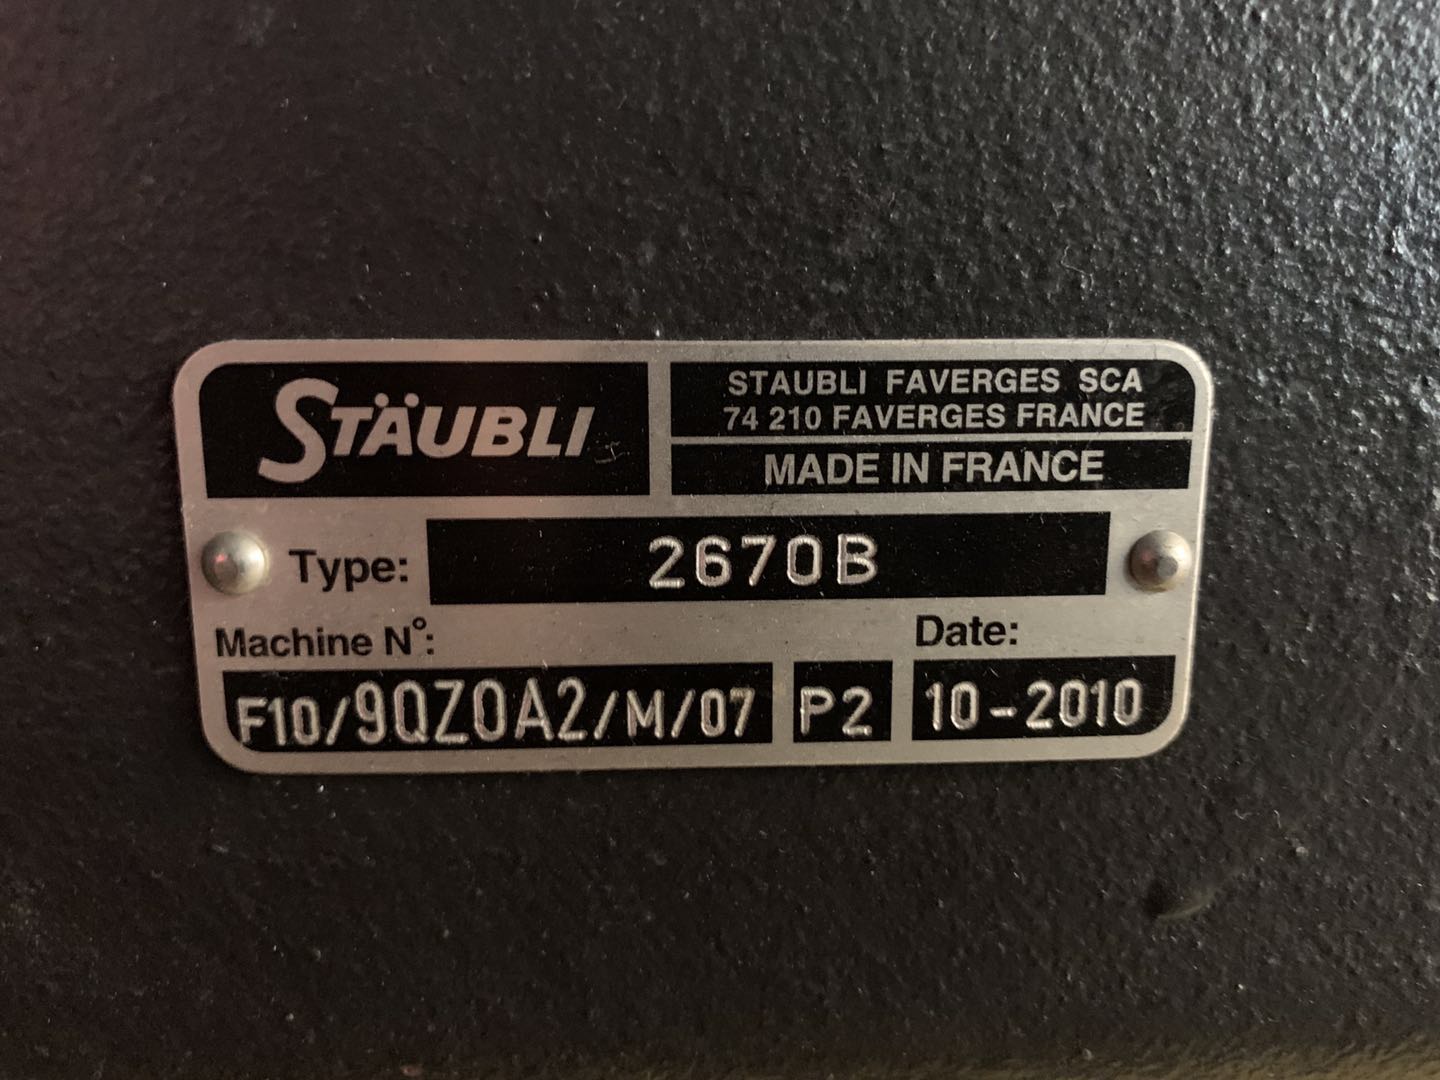 STÄUBLI
STAUBLI FAVERGES SCA
74 210 FAVERGES FRANCE
MADE IN FRANCE
Type: 2670B
Machine N°:
Date:
F10/9QZ0A2/M/07 P2 10-2010